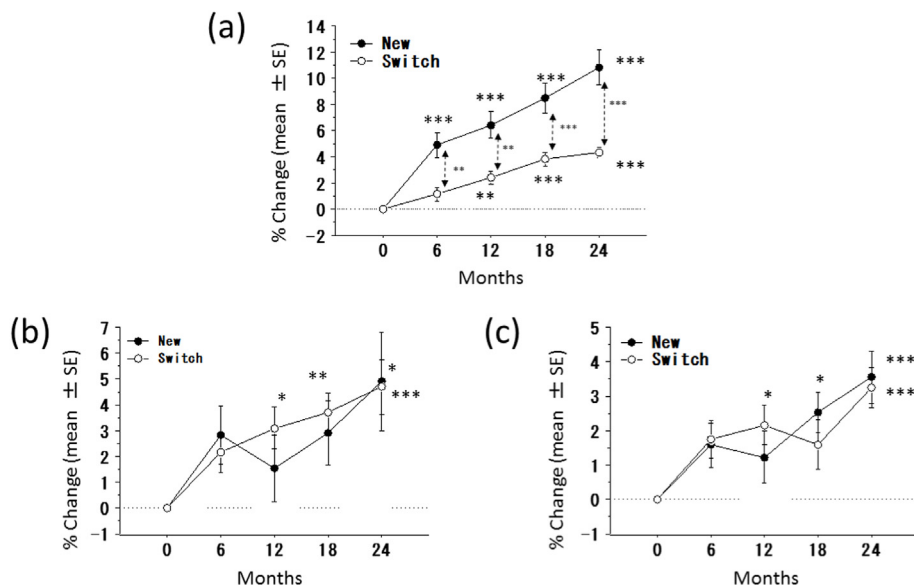 (a)
% Change (mean ± SE)
14
12
10
8
6
4
2
0
−2
New
Switch
***
***
***
***
**
**
***
***
**
***
***
0 6 12 18 24
Months
(b)
% Change (mean ± SE)
7
6
5
4
3
2
1
0
−1
New
Switch
*
**
*
***
0 6 12 18 24
Months
(c)
% Change (mean ± SE)
5
4
3
2
1
0
−1
New
Switch
*
*
***
***
0 6 12 18 24
Months